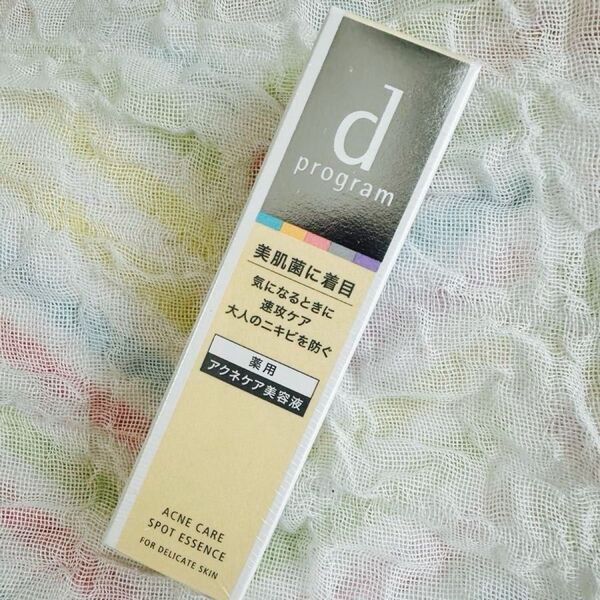 d
program
美肌菌に着目
気になるときに
速攻ケア
大人のニキビを防ぐ
薬用
アクネケア美容液
ACNE CARE
SPOT ESSENCE
FOR DELICATE SKIN